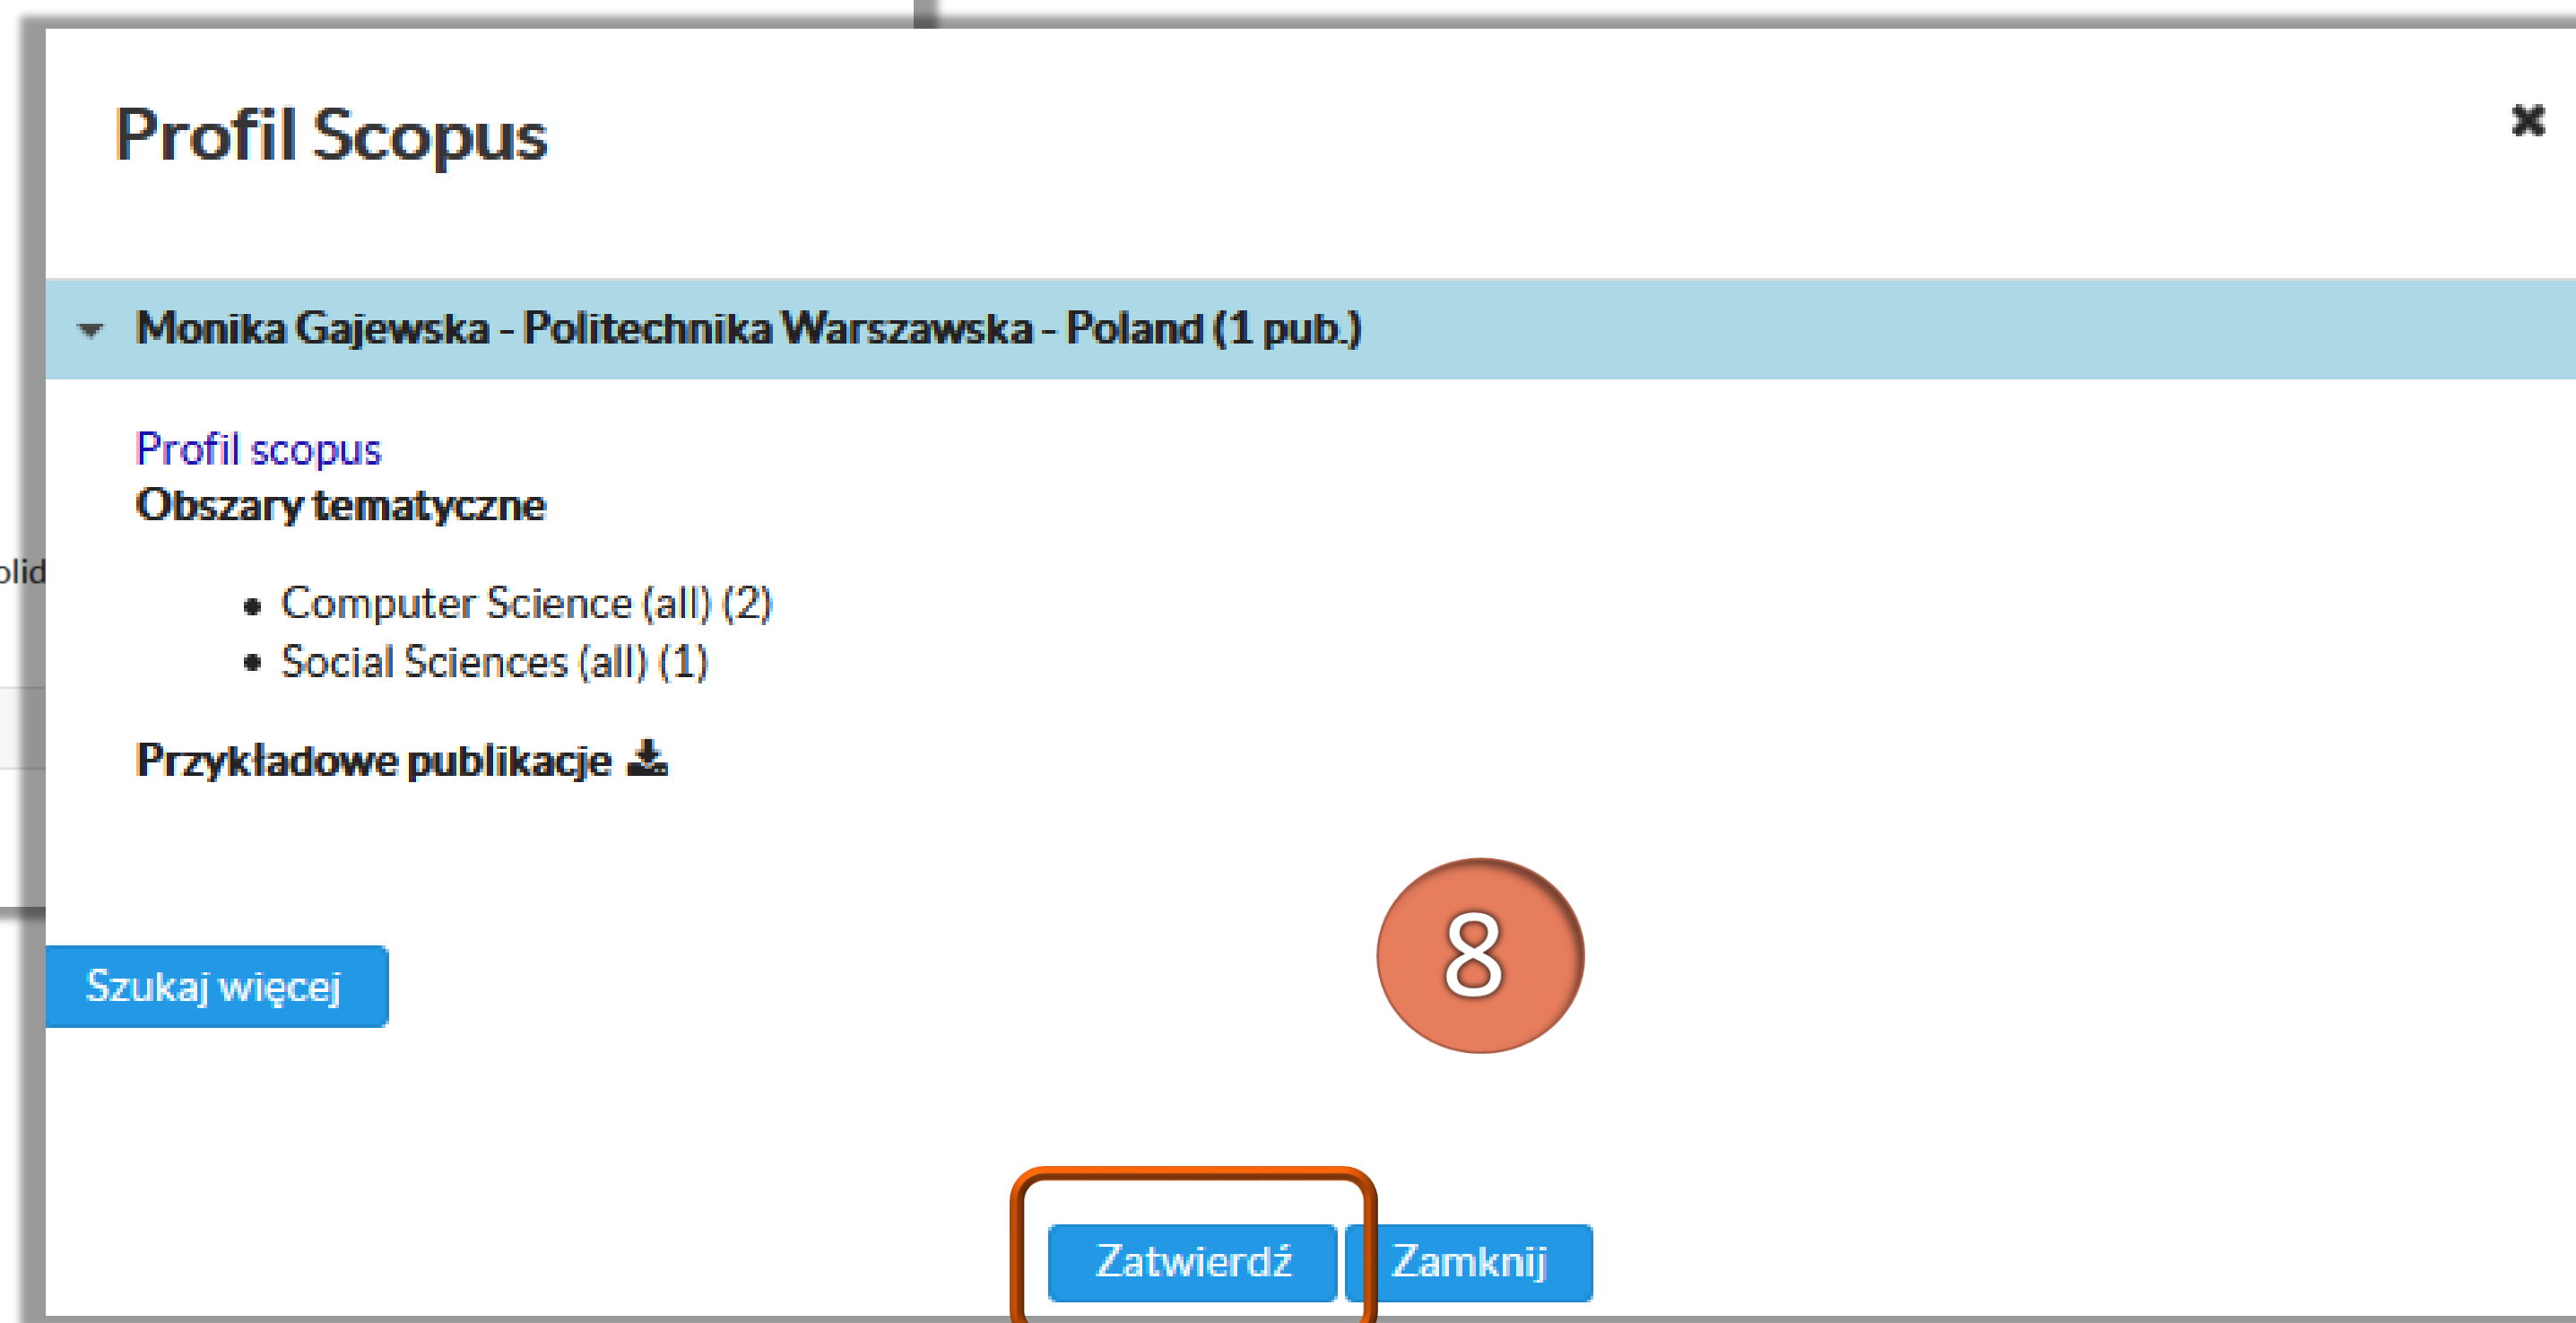 Profil Scopus
Monika Gajewska - Politechnika Warszawska - Poland (1 pub.)
Profil scopus
Obszary tematyczne
Computer Science (all) (2)
Social Sciences (all) (1)
Przykładowe publikacje
8
Szukaj więcej
Zatwierdź Zamknij